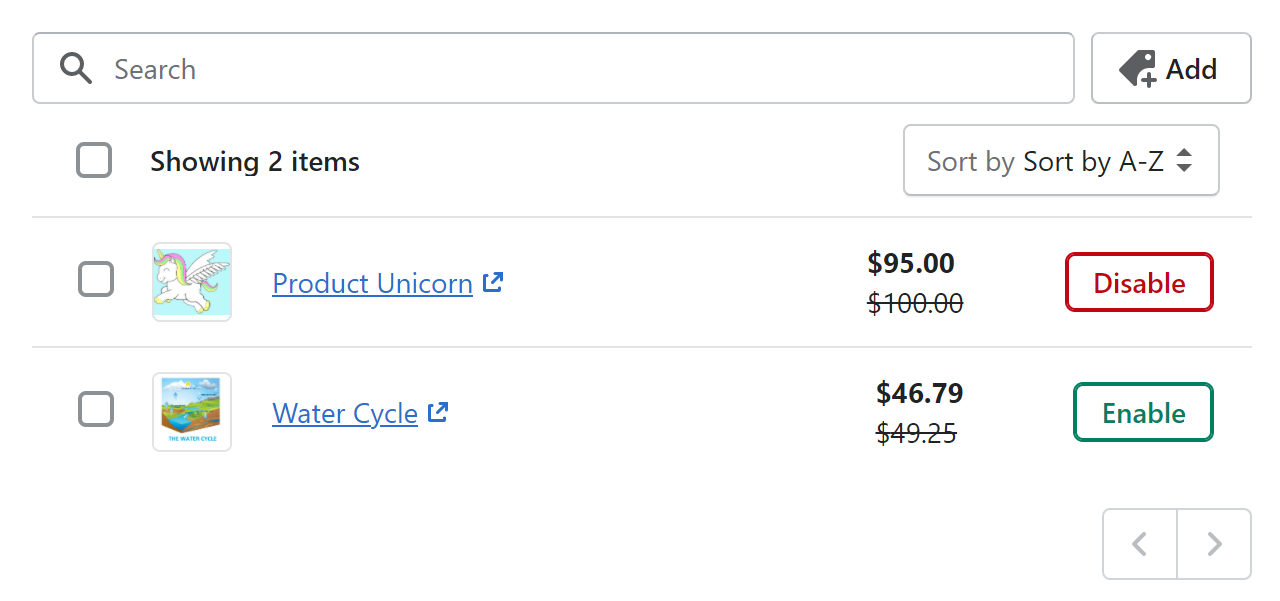 Search
Add
Showing 2 items
Sort by Sort by A-Z
Product Unicorn
$95.00
$100.00
Disable
THE WATER CYCLE
Water Cycle
$46.79
$49.25
Enable